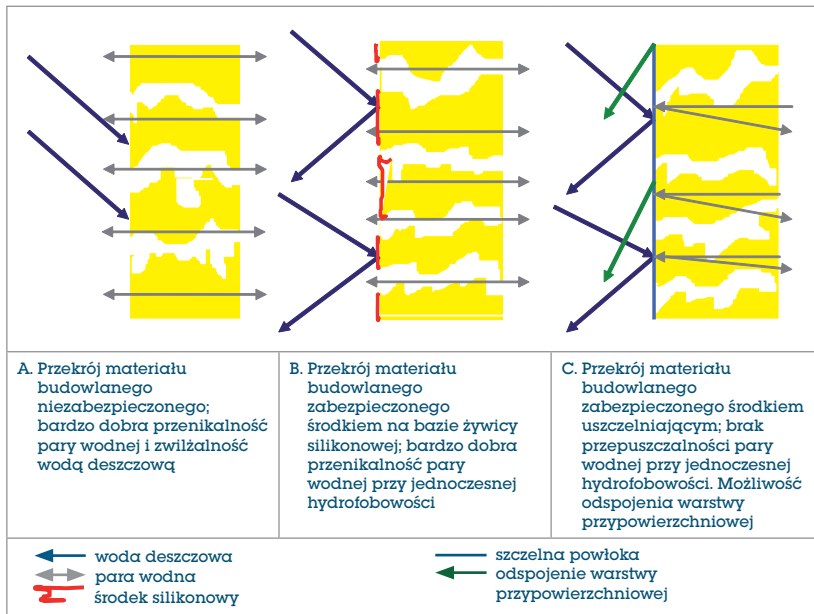 A. Przekrój materiału
budowlanego
niezabezpieczonego;
bardzo dobra przenikalność
pary wodnej i zwilżalność
wodą deszczową
B. Przekrój materiału
budowlanego
zabezpieczonego
środkiem na bazie żywicy
silikonowej; bardzo dobra
przenikalność pary
wodnej przy jednoczesnej
hydrofobowości
C. Przekrój materiału
budowlanego
zabezpieczonego środkiem
uszczelniającym; brak
przepuszczalności pary
wodnej przy jednoczesnej
hydrofobowości. Możliwość
odspojenia warstwy
przypowierzchniowej
woda deszczowa
para wodna
środek silikonowy
szczelna powłoka
odspojenie warstwy
przypowierzchniowej